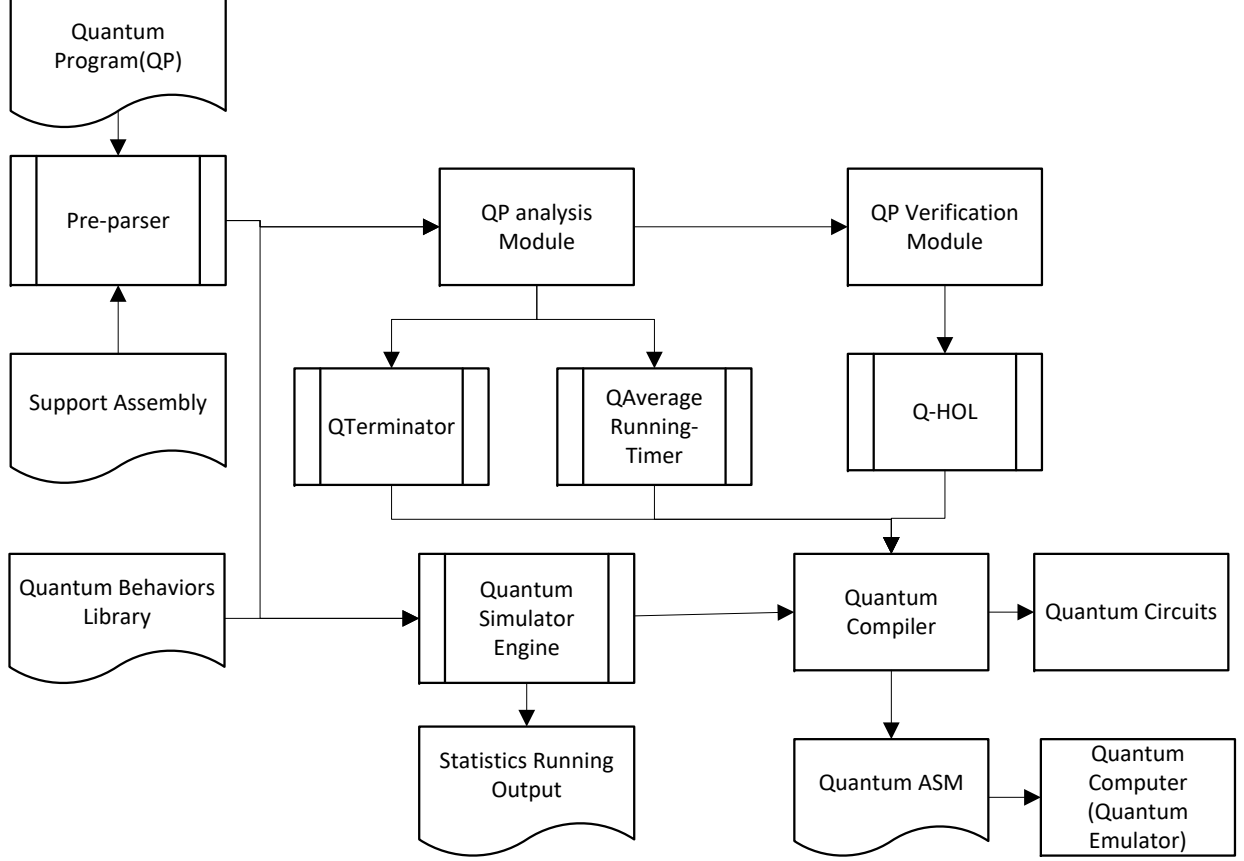 Quantum
Program(QP)
Pre-parser
QP analysis
Module
QP Verification
Module
Support Assembly
QTerminator
QAverage
Running-
Timer
Q-HOL
Quantum Behaviors
Library
Quantum
Simulator
Engine
Quantum
Compiler
Quantum Circuits
Statistics Running
Output
Quantum ASM
Quantum
Computer
(Quantum
Emulator)